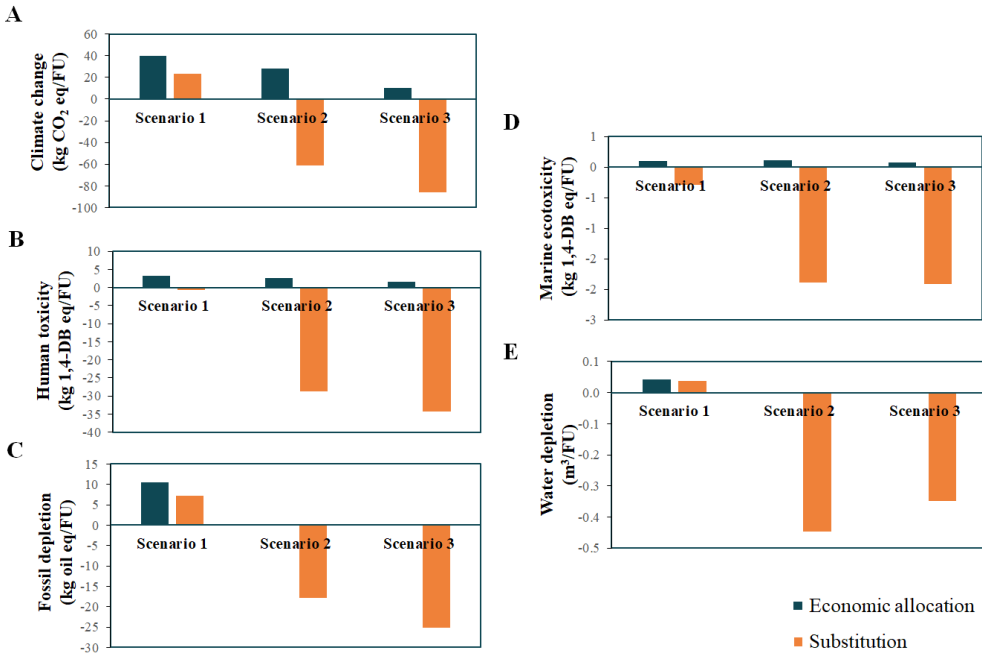 A
Climate change
(kg CO₂ eq/FU)
60
40
20
0
-20
-40
-60
-80
-100
Scenario 1
Scenario 2
Scenario 3
B
Human toxicity
(kg 1,4-DB eq/FU)
10
5
0
-5
-10
-15
-20
-25
-30
-35
-40
Scenario 1
Scenario 2
Scenario 3
C
Fossil depletion
(kg oil eq/FU)
15
10
5
0
-5
-10
-15
-20
-25
-30
Scenario 1
Scenario 2
Scenario 3
D
Marine ecotoxicity
(kg 1,4-DB eq/FU)
1
0
-1
-1
-2
-2
-3
Scenario 1
Scenario 2
Scenario 3
E
Water depletion
(m³/FU)
0.1
0.0
-0.1
-0.2
-0.3
-0.4
-0.5
Scenario 1
Scenario 2
Scenario 3
Economic allocation
Substitution